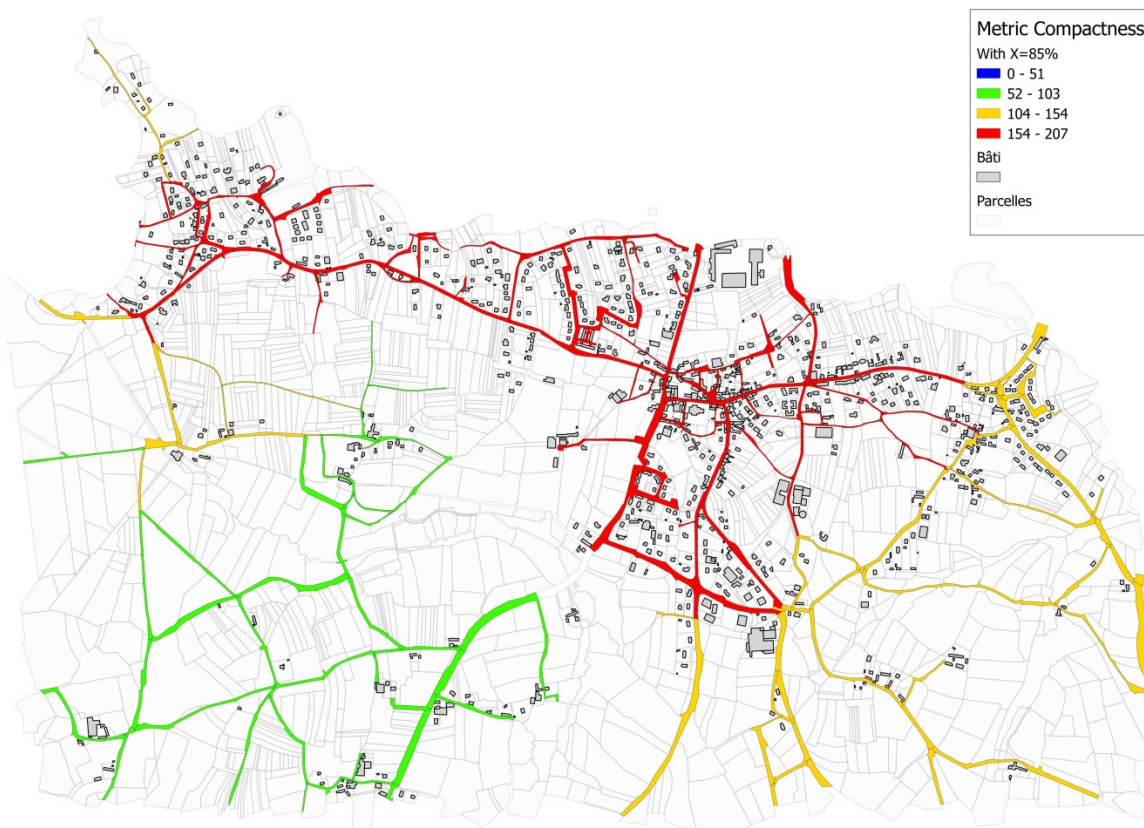 Metric Compactness
With X=85%
0 - 51
52 - 103
104 - 154
154 - 207
Bâti
Parcelles